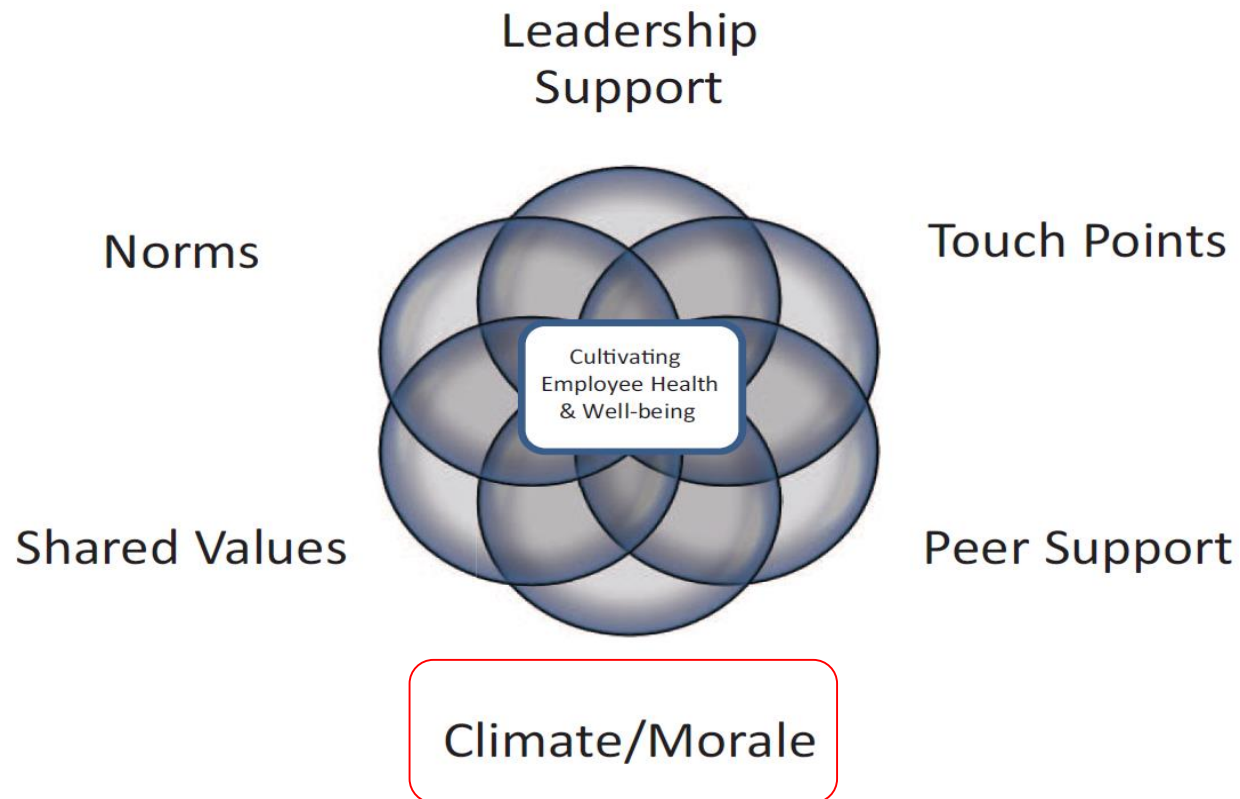 Leadership
Support
Norms
Touch Points
Cultivating
Employee Health
& Well-being
Shared Values
Peer Support
Climate/Morale